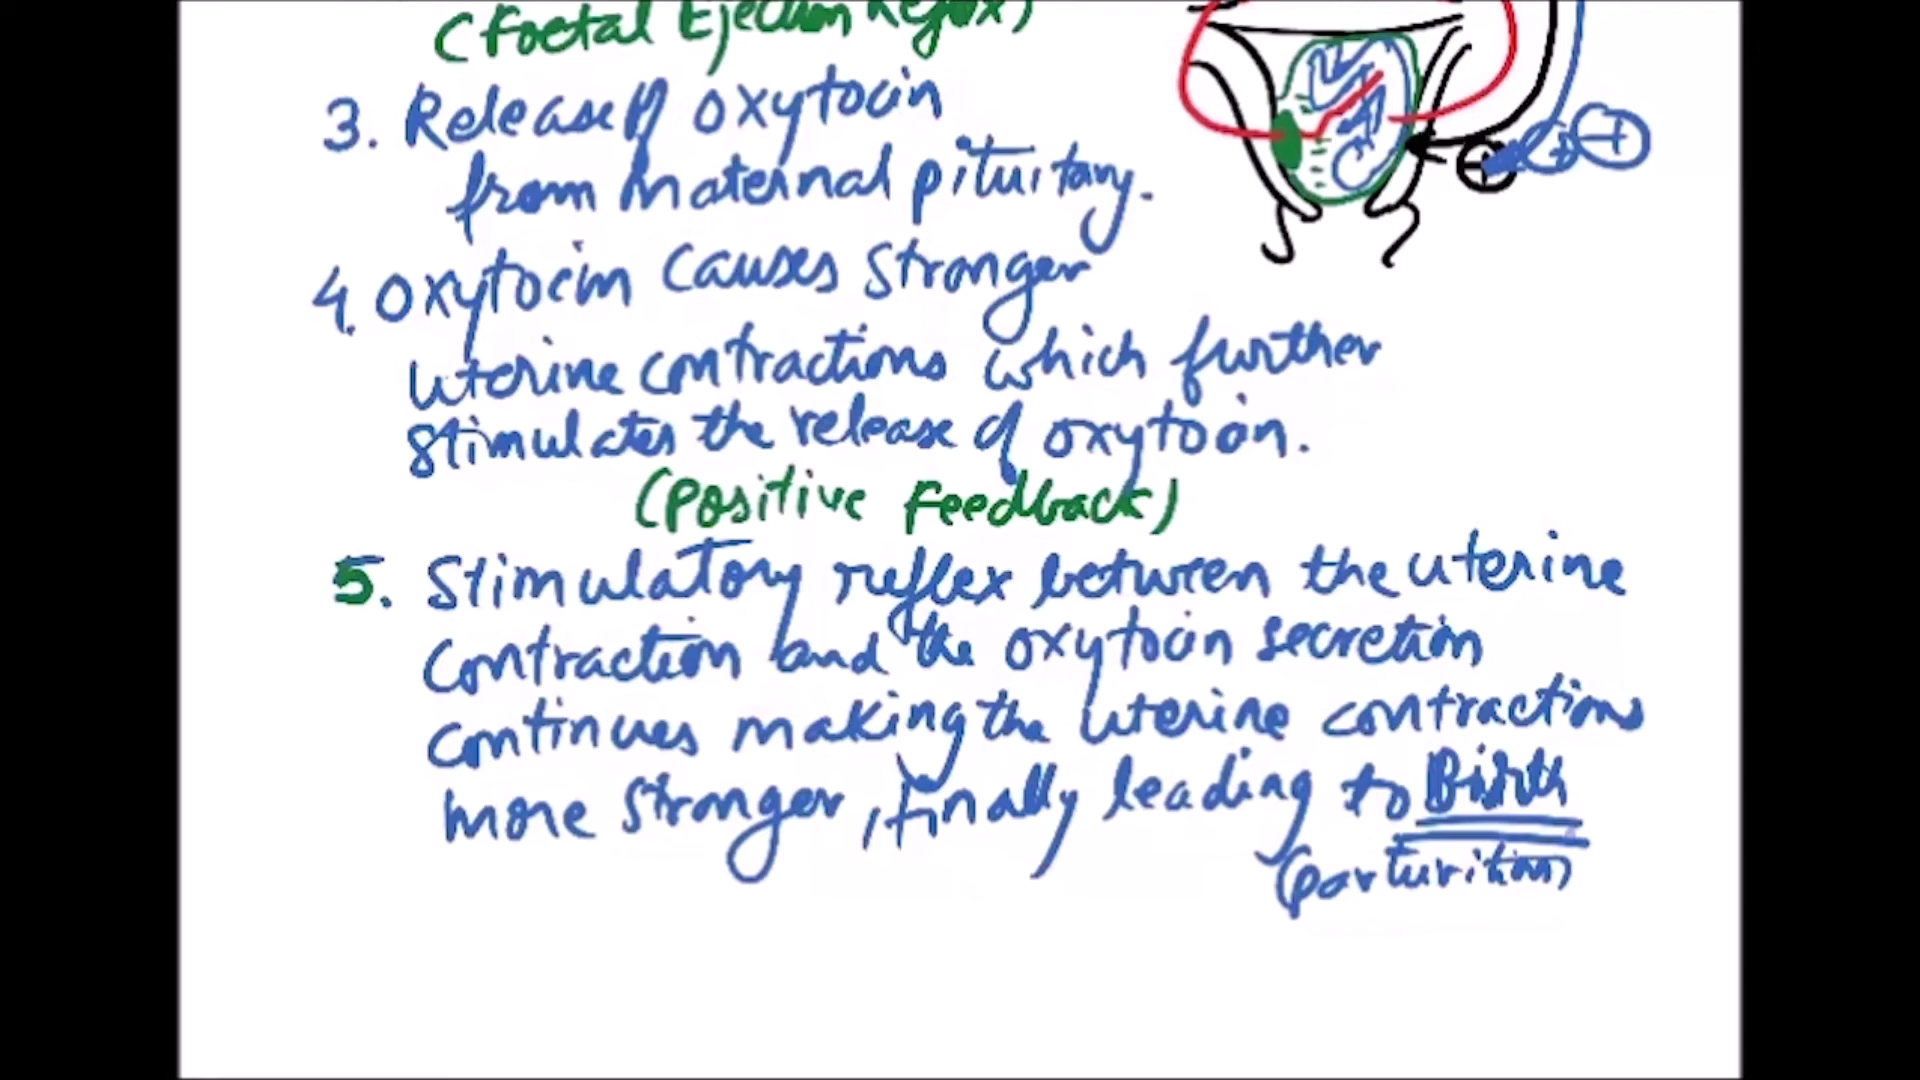 (Foetal Ejection Reflex)
3. Release of oxytocin
from maternal pituitary.
4. Oxytocin causes stronger
uterine contractions which further
stimulates the release of oxytocin.
(Positive Feedback)
5. Stimulatory reflex between the uterine
contraction and the oxytocin secretion
continues making the uterine contractions
more stronger, finally leading to Birth
(parturition)